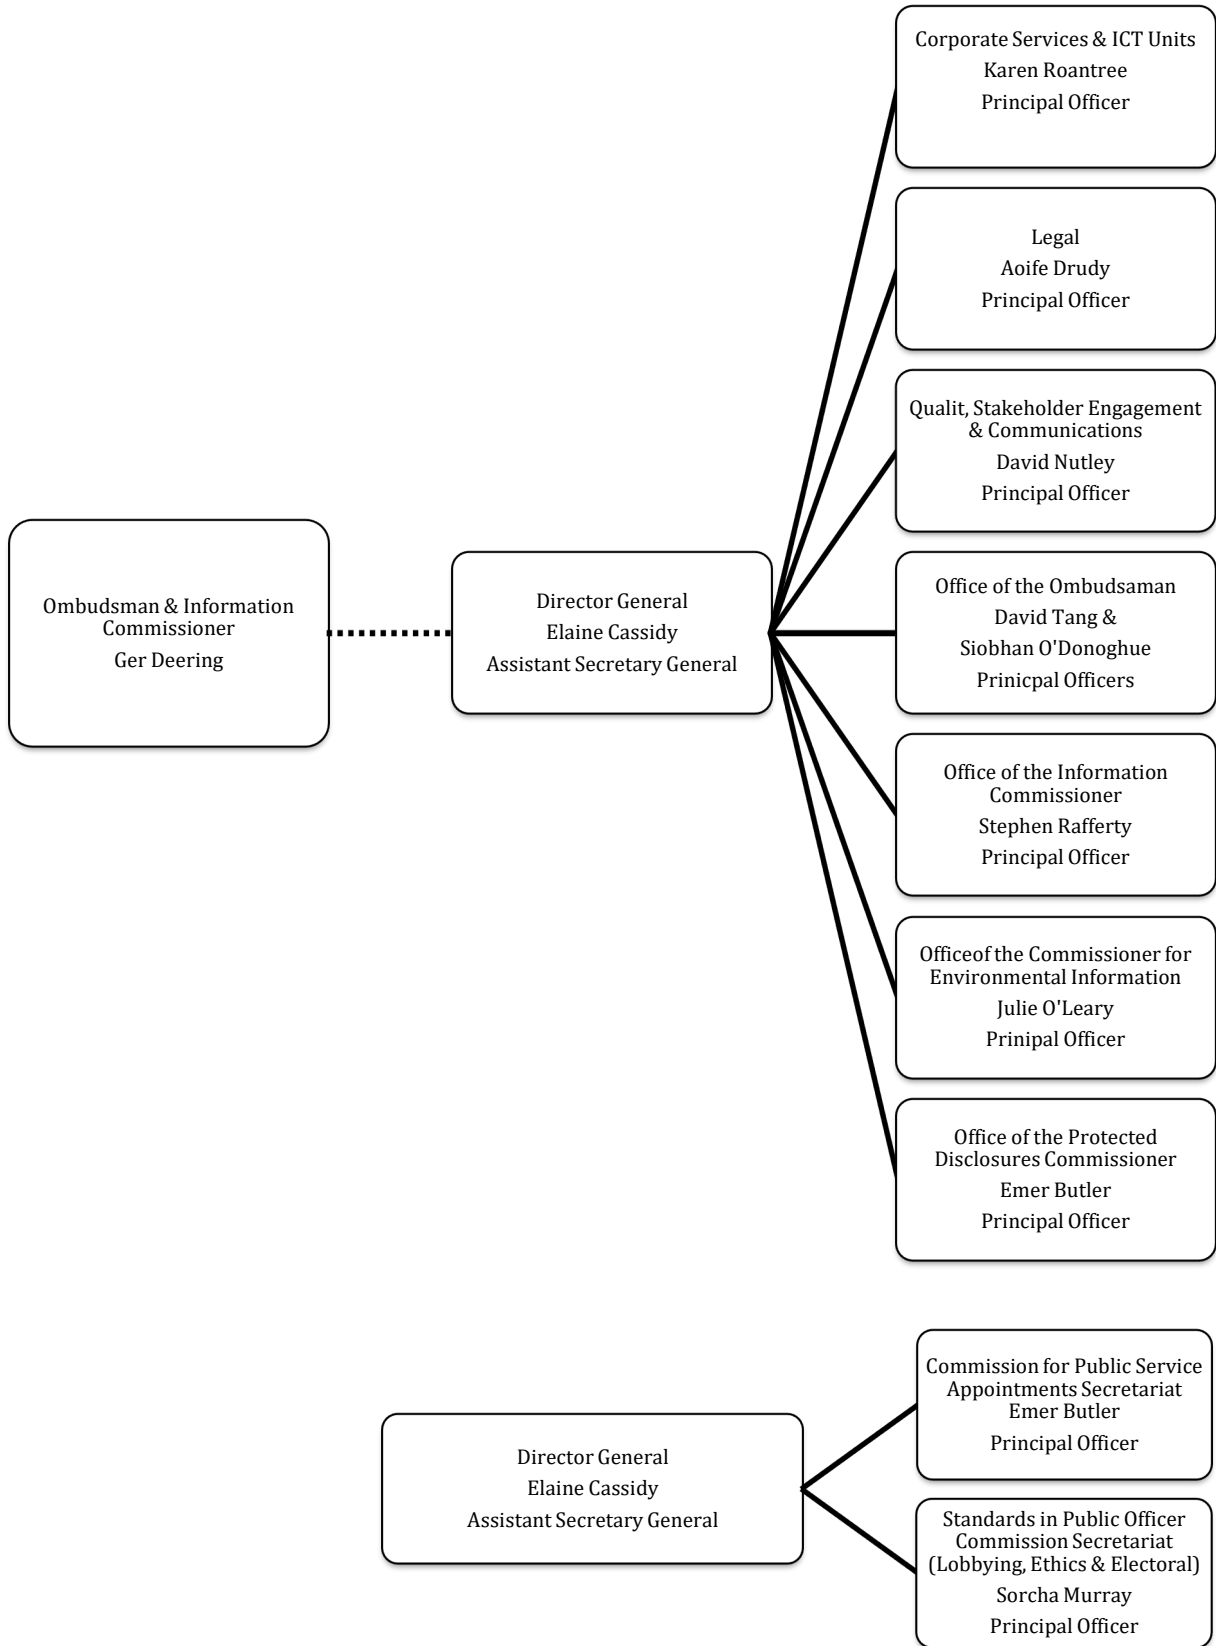 Corporate Services & ICT Units
Karen Roantree
Principal Officer
Legal
Aoife Drudy
Principal Officer
Qualit, Stakeholder Engagement
& Communications
David Nutley
Principal Officer
Ombudsman & Information
Commissioner
Ger Deering
Director General
Elaine Cassidy
Assistant Secretary General
Office of the Ombudsaman
David Tang &
Siobhan O'Donoghue
Prinicpal Officers
Office of the Information
Commissioner
Stephen Rafferty
Principal Officer
Officeof the Commissioner for
Environmental Information
Julie O'Leary
Prinipal Officer
Office of the Protected
Disclosures Commissioner
Emer Butler
Principal Officer
Director General
Elaine Cassidy
Assistant Secretary General
Commission for Public Service
Appointments Secretariat
Emer Butler
Principal Officer
Standards in Public Officer
Commission Secretariat
(Lobbying, Ethics & Electoral)
Sorcha Murray
Principal Officer